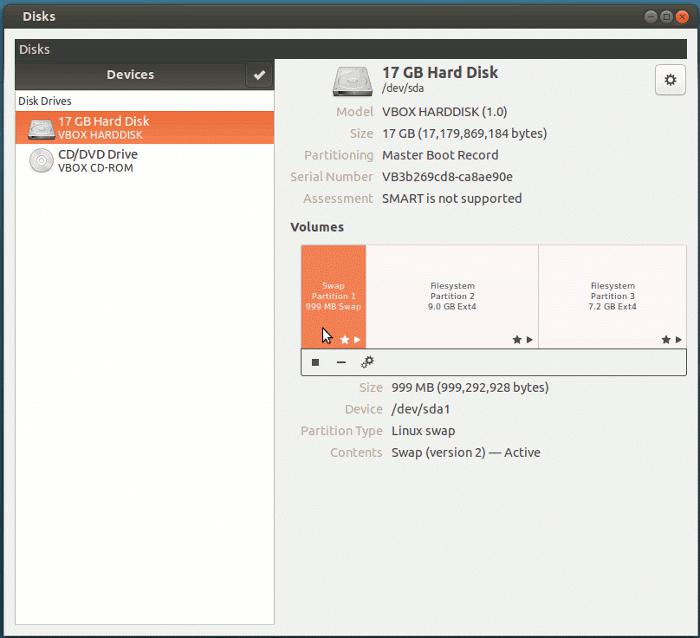 Disks
Disks
Devices
Disk Drives
17 GB Hard Disk
VBOX HARDDISK
CD/DVD Drive
VBOX CD-ROM
17 GB Hard Disk
/dev/sda
Model VBOX HARDDISK (1.0)
Size 17 GB (17,179,869,184 bytes)
Partitioning Master Boot Record
Serial Number VB3b269cd8-ca8ae90e
Assessment SMART is not supported
Volumes
Swap
Partition 1
999 MB Swap
Filesystem
Partition 2
9.0 GB Ext4
Filesystem
Partition 3
7.2 GB Ext4
Size 999 MB (999,292,928 bytes)
Device /dev/sda1
Partition Type Linux swap
Contents Swap (version 2) — Active